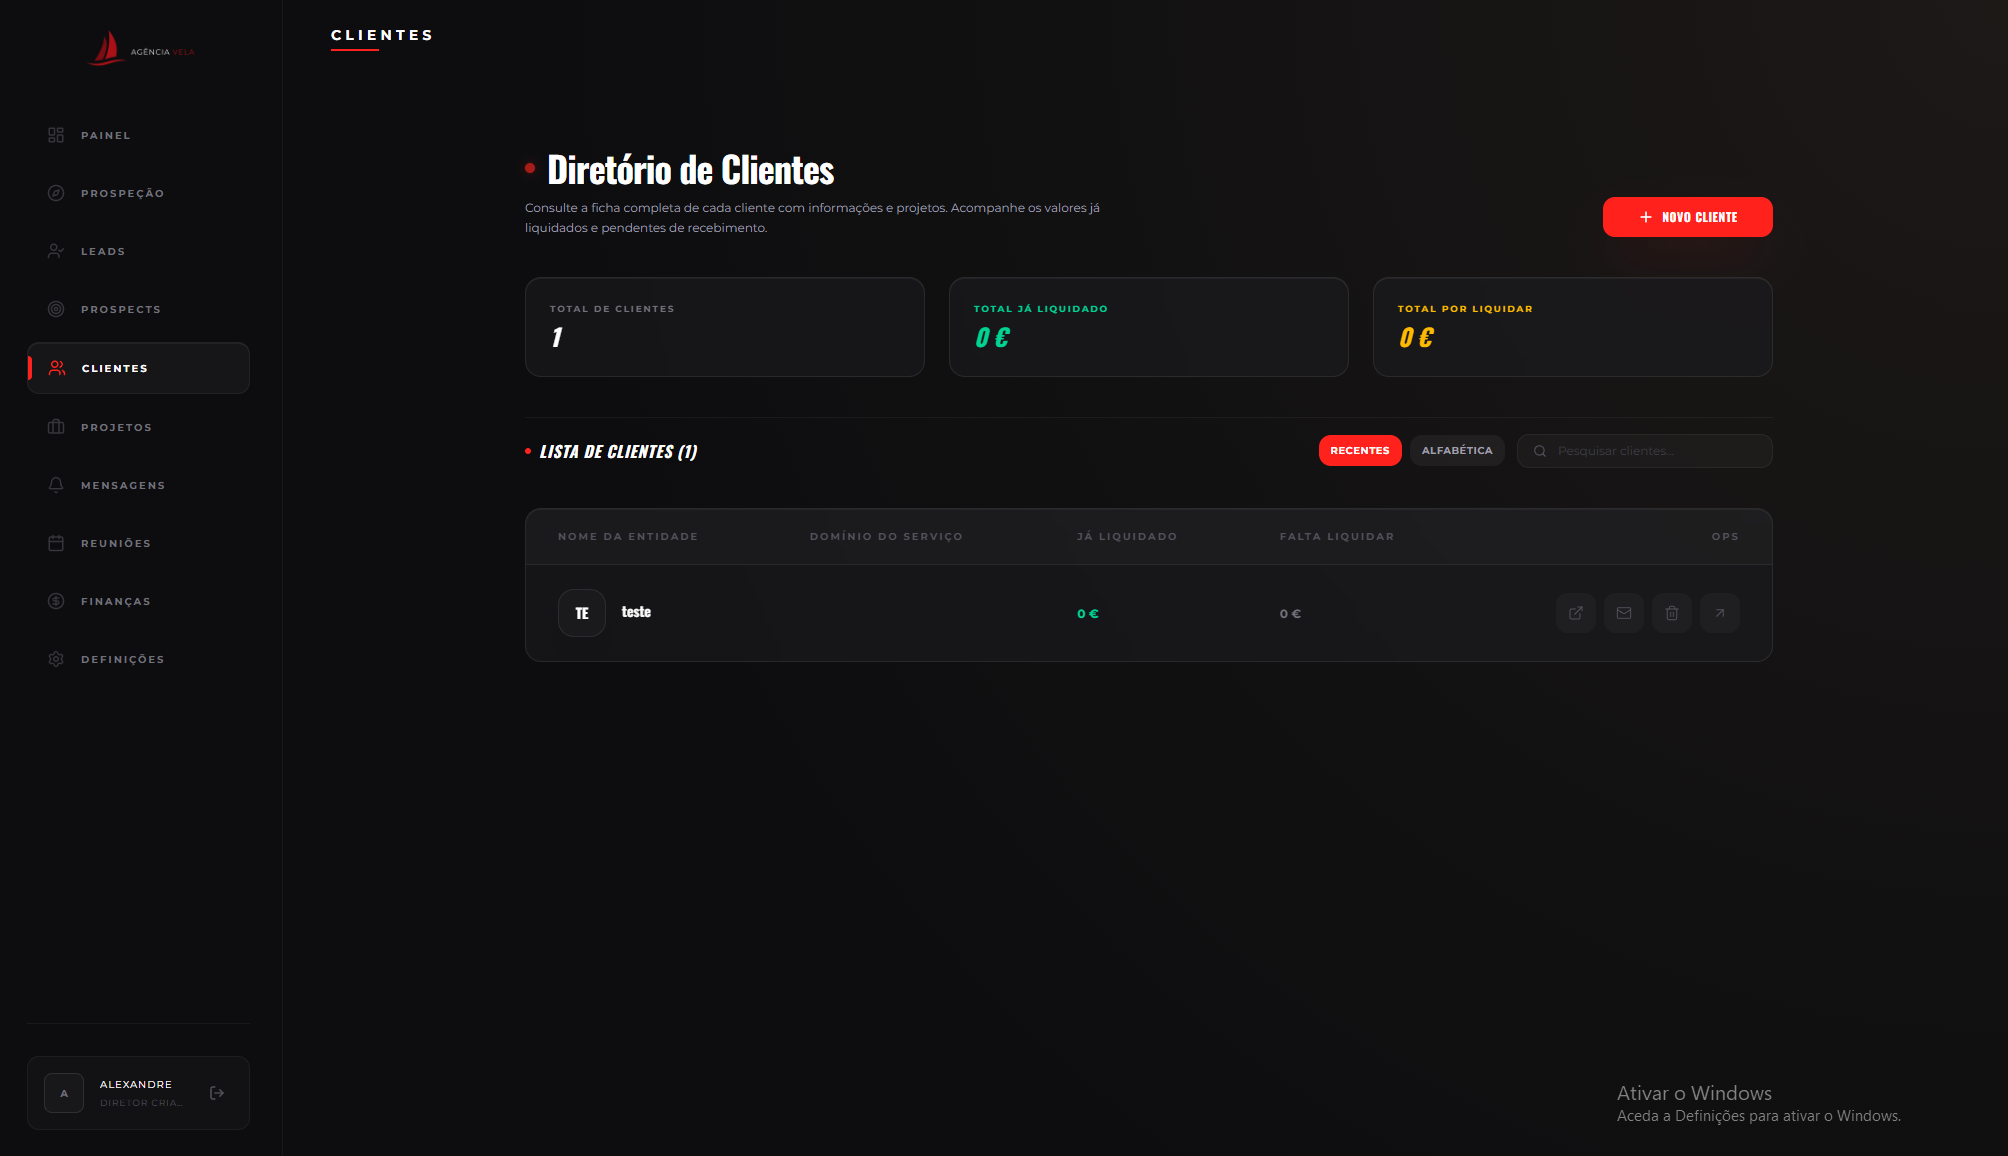 AGÊNCIA VELA
PAINEL
PROSPEÇÃO
LEADS
PROSPECTS
CLIENTES
PROJETOS
MENSAGENS
REUNIÕES
FINANÇAS
DEFINIÇÕES
A
ALEXANDRE
DIRETOR CRIA...
CLIENTES
Diretório de Clientes
Consulte a ficha completa de cada cliente com informações e projetos. Acompanhe os valores já
liquidados e pendentes de recebimento.
NOVO CLIENTE
TOTAL DE CLIENTES
1
TOTAL JÁ LIQUIDADO
0 €
TOTAL POR LIQUIDAR
0 €
LISTA DE CLIENTES (1)
RECENTES
ALFABÉTICA
Pesquisar clientes...
NOME DA ENTIDADE DOMÍNIO DO SERVIÇO JÁ LIQUIDADO FALTA LIQUIDAR OPS
TE teste 0 € 0 €
Ativar o Windows
Aceda a Definições para ativar o Windows.